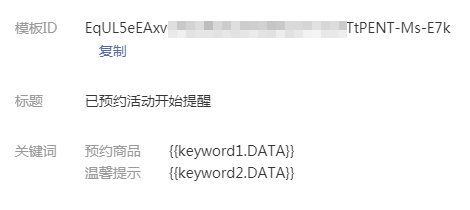 模板ID EqUL5eEAxv TtPENT-Ms-E7k
复制
标题 已预约活动开始提醒
关键词 预约商品 {{keyword1.DATA}}
温馨提示 {{keyword2.DATA}}